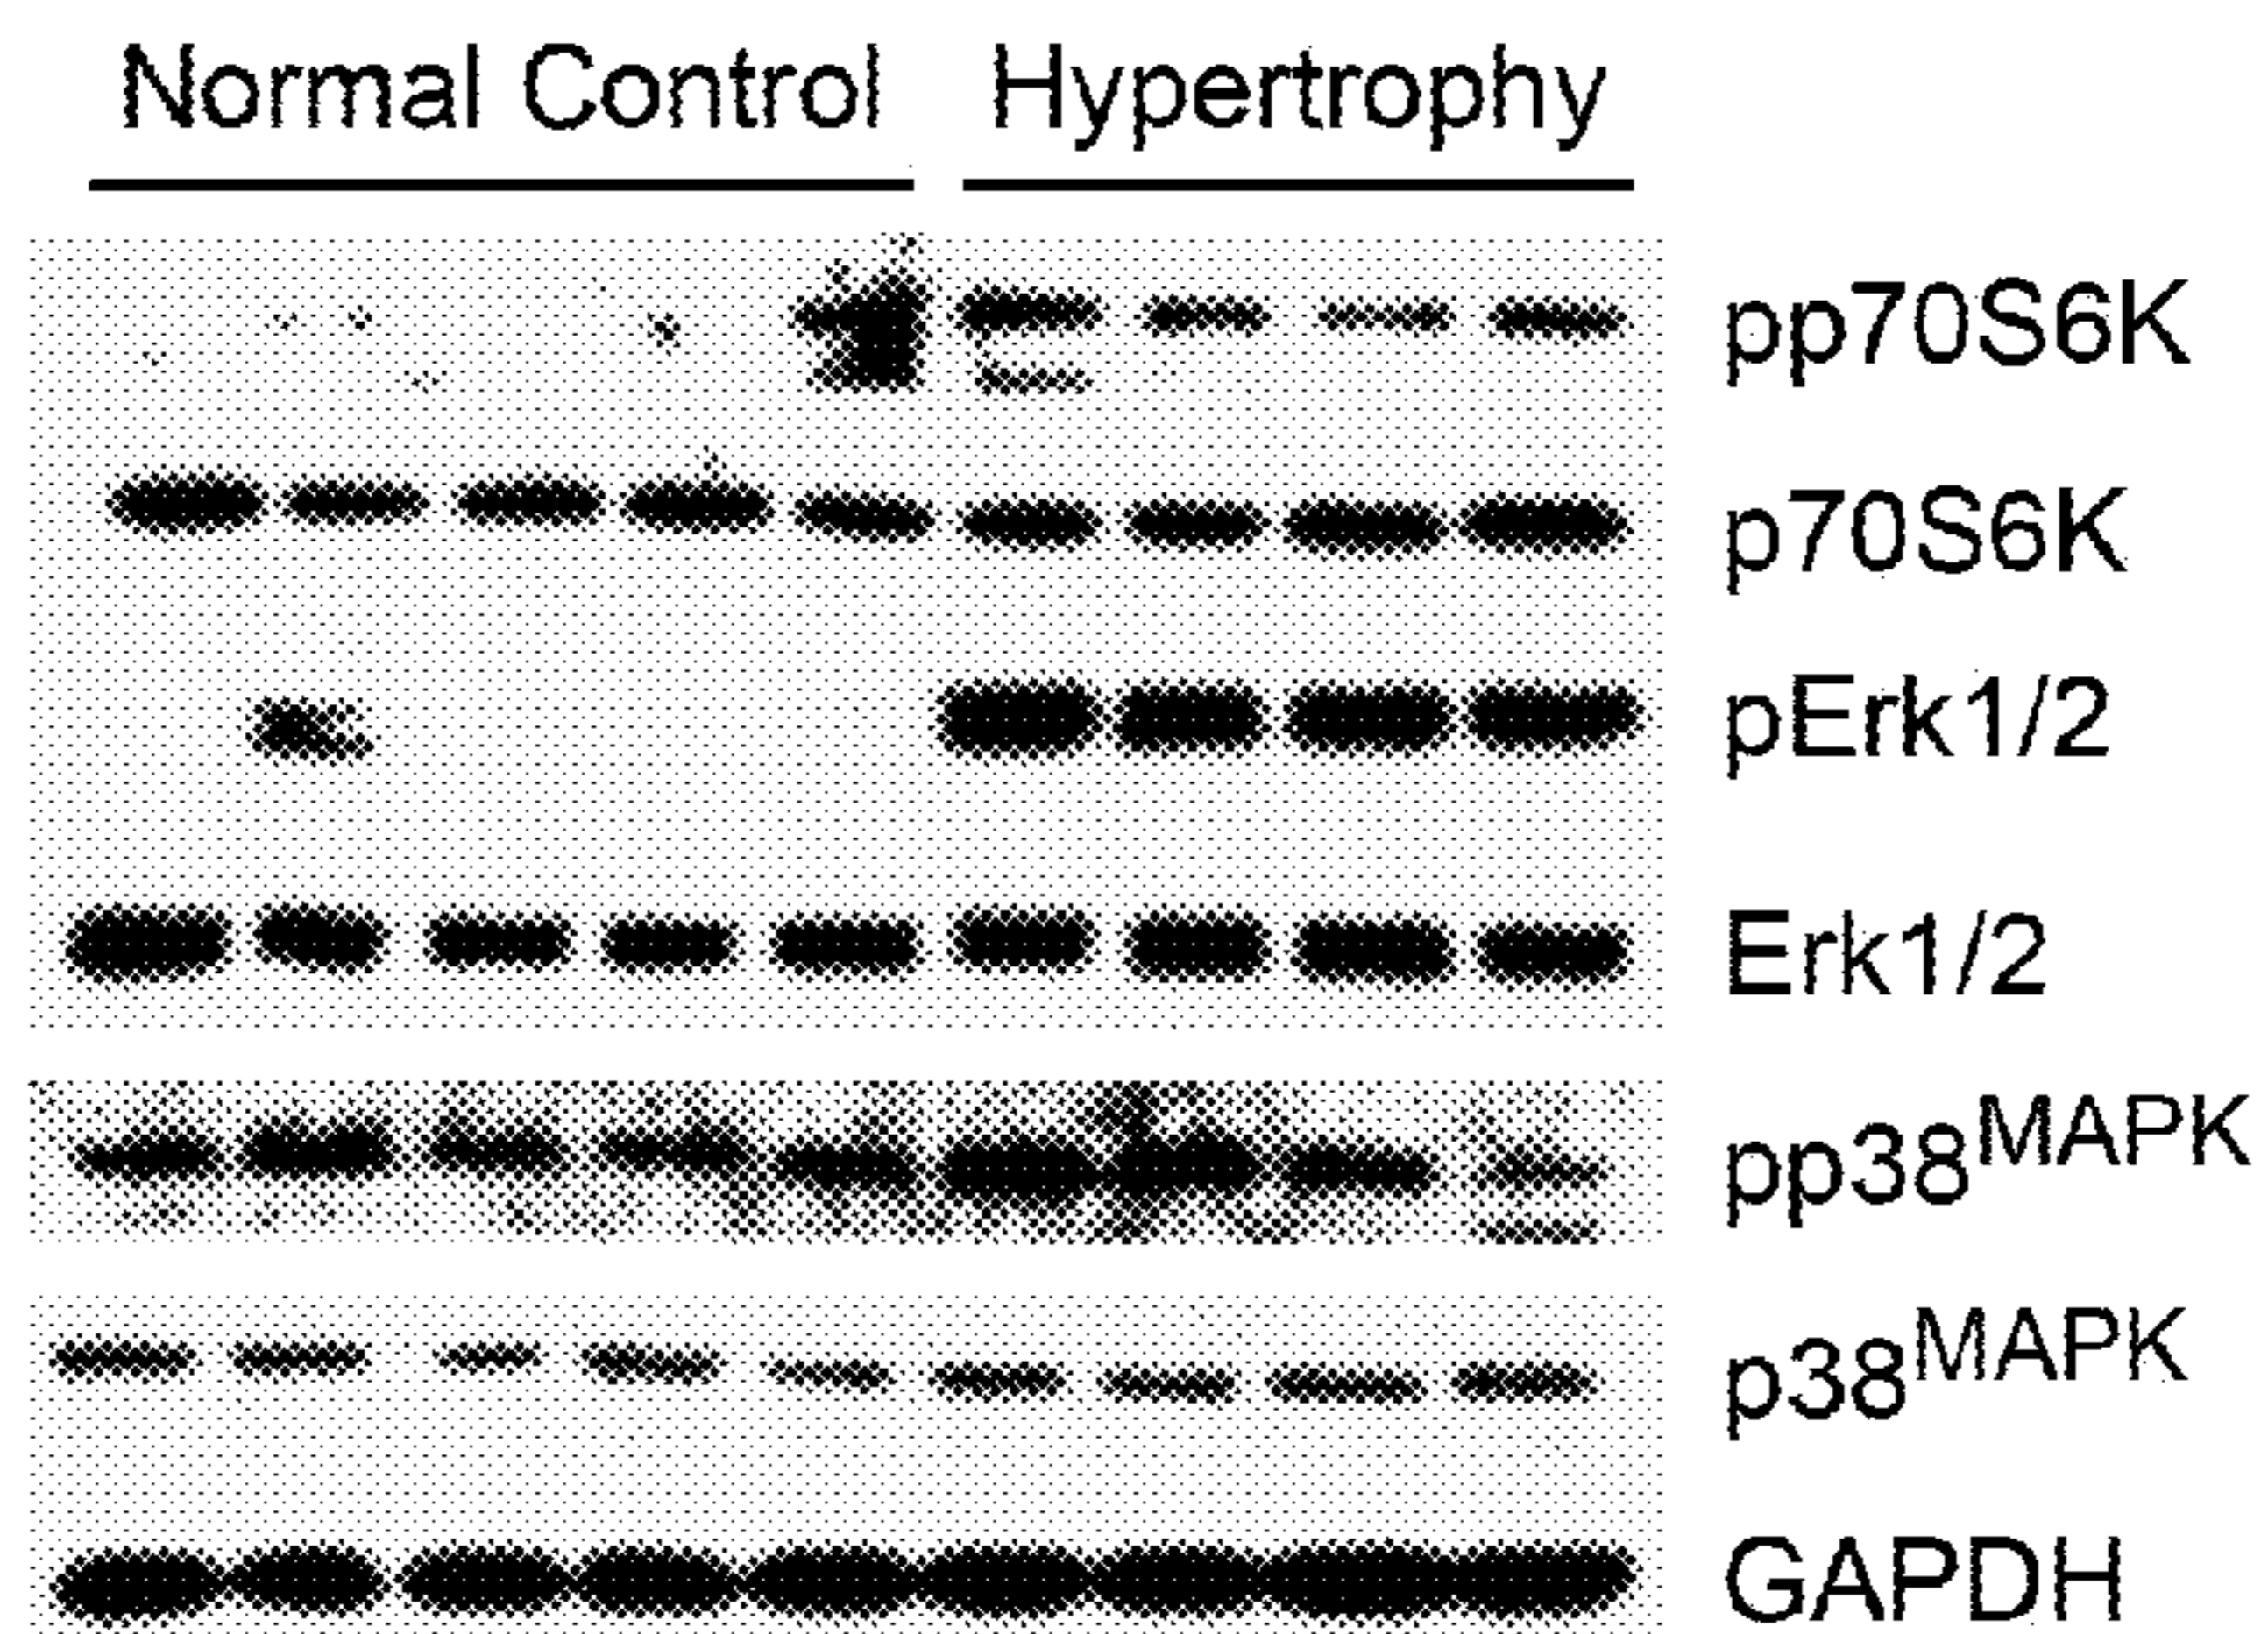 Normal Control Hypertrophy
pp70S6K
p70S6K
pErk1/2
Erk1/2
pp38MAPK
p38MAPK
GAPDH